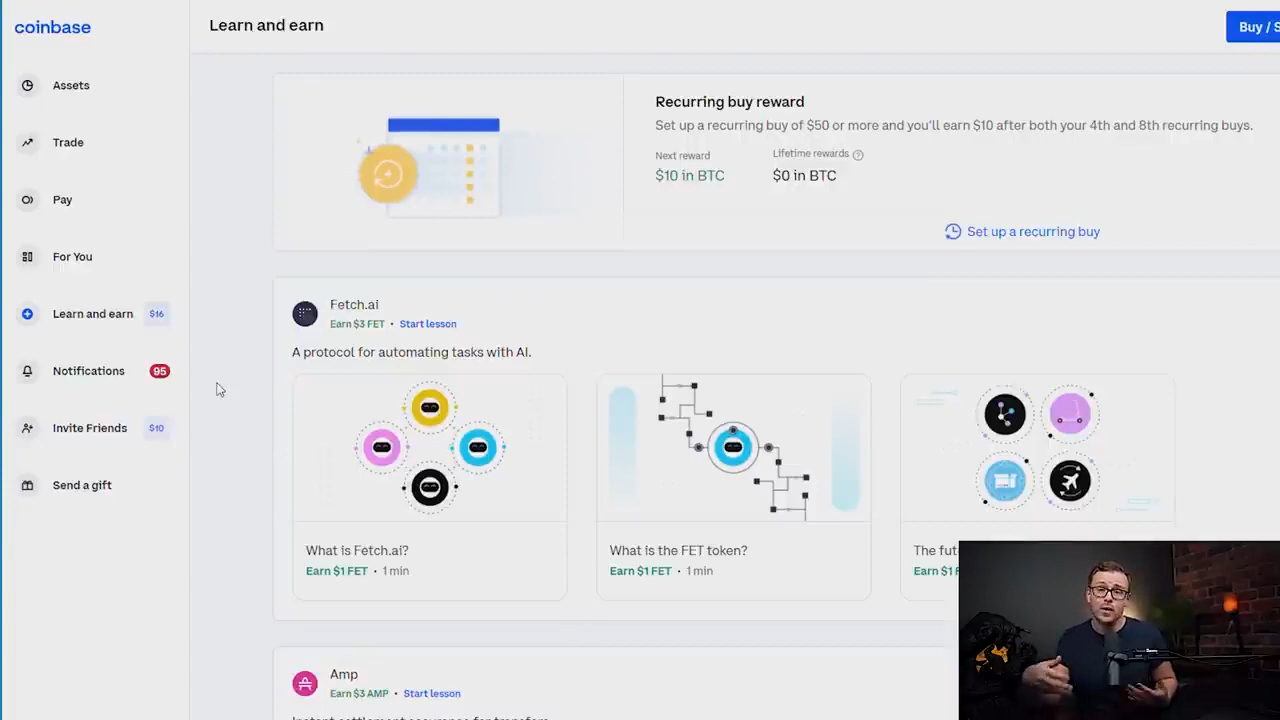 coinbase
Assets
Trade
Pay
For You
Learn and earn
$16
Notifications
95
Invite Friends
$10
Send a gift
Learn and earn
Buy / S
Recurring buy reward
Set up a recurring buy of $50 or more and you'll earn $10 after both your 4th and 8th recurring buys.
Next reward
$10 in BTC
Lifetime rewards ?
$0 in BTC
Set up a recurring buy
Fetch.ai
Earn $3 FET • Start lesson
A protocol for automating tasks with AI.
What is Fetch.ai?
Earn $1 FET • 1 min
What is the FET token?
Earn $1 FET • 1 min
The fut
Earn $1 F
Amp
Earn $3 AMP • Start lesson